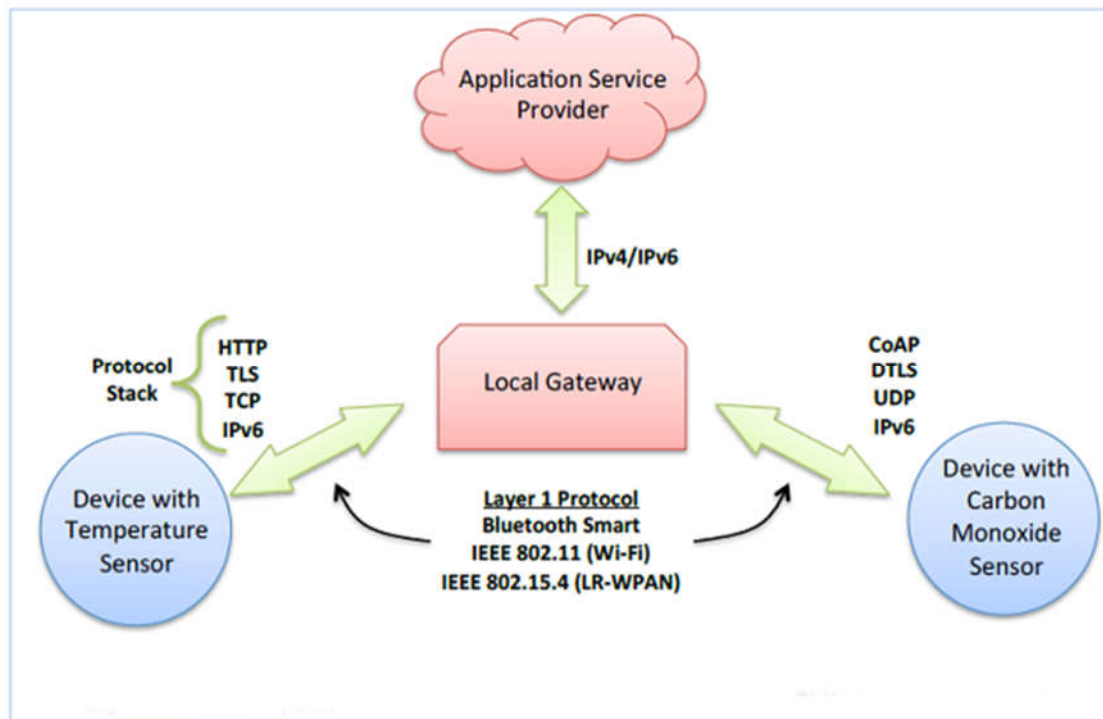 Application Service
Provider
IPv4/IPv6
Protocol
Stack
HTTP
TLS
TCP
IPv6
Local Gateway
CoAP
DTLS
UDP
IPv6
Device with
Temperature
Sensor
Layer 1 Protocol
Bluetooth Smart
IEEE 802.11 (Wi-Fi)
IEEE 802.15.4 (LR-WPAN)
Device with
Carbon
Monoxide
Sensor